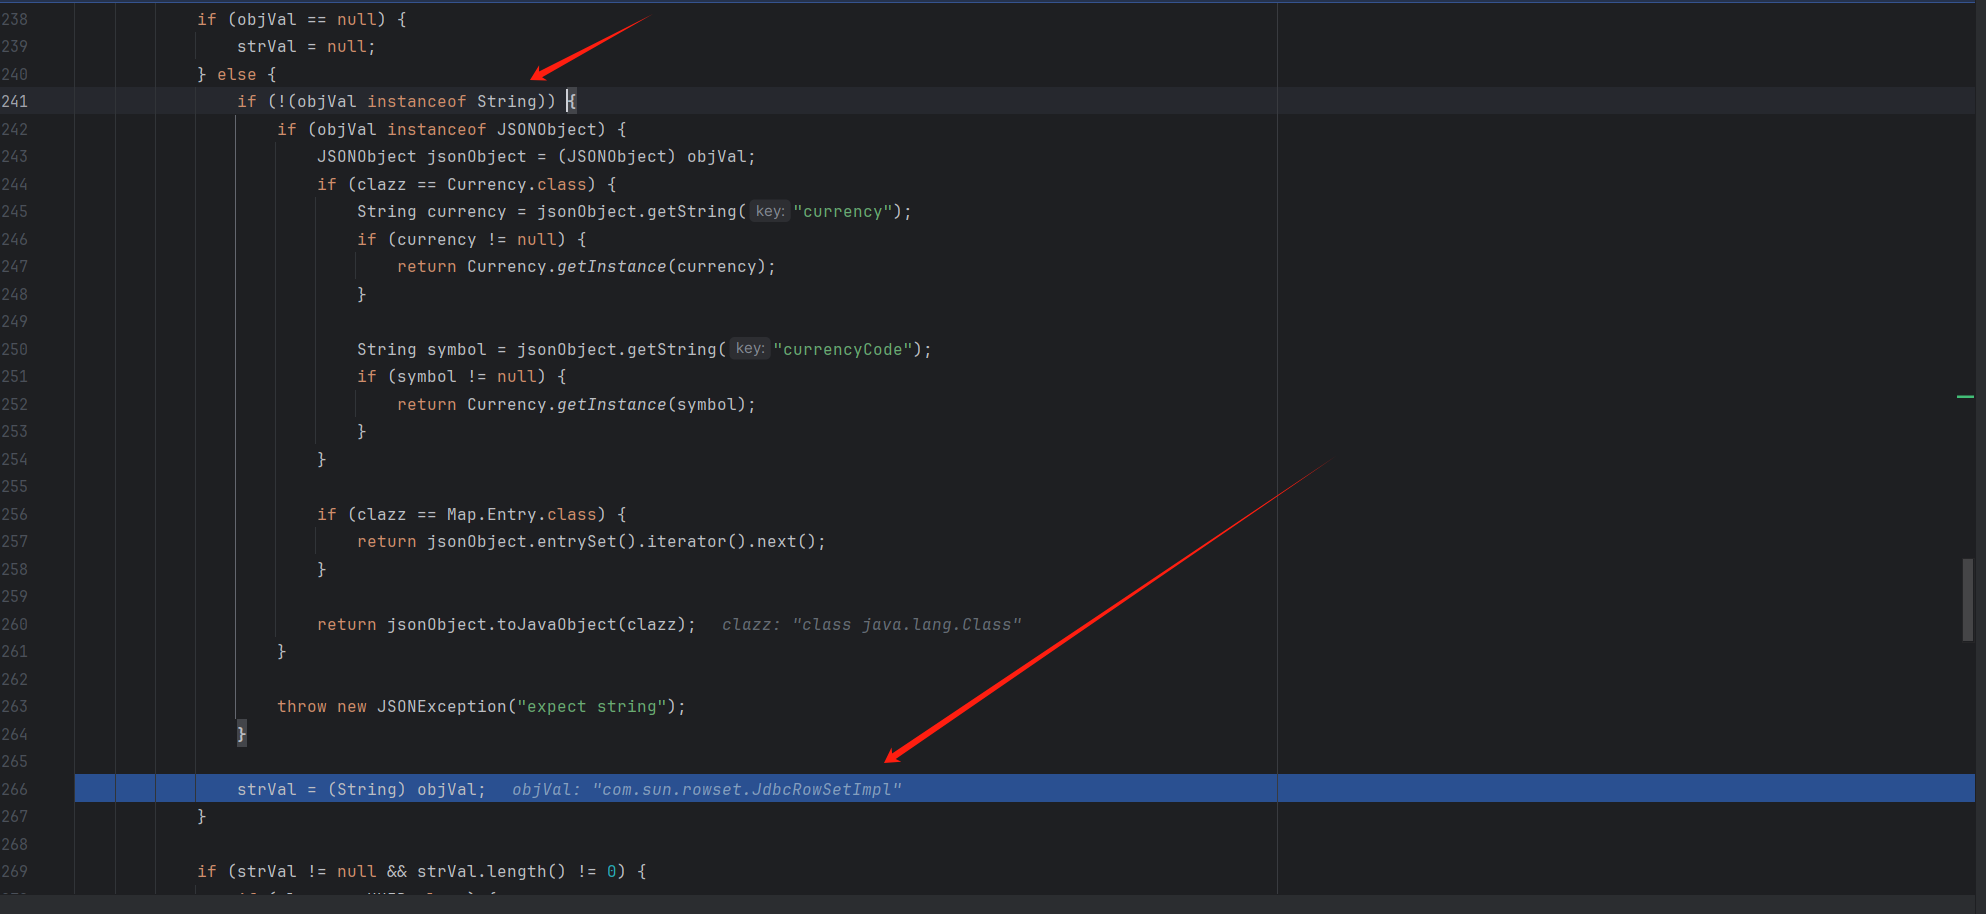 238 if (objVal == null) {
239 strVal = null;
240 } else {
241 if (!(objVal instanceof String)) {
242 if (objVal instanceof JSONObject) {
243 JSONObject jsonObject = (JSONObject) objVal;
244 if (clazz == Currency.class) {
245 String currency = jsonObject.getString( key: "currency");
246 if (currency != null) {
247 return Currency.getInstance(currency);
248 }
249
250 String symbol = jsonObject.getString( key: "currencyCode");
251 if (symbol != null) {
252 return Currency.getInstance(symbol);
253 }
254 }
255
256 if (clazz == Map.Entry.class) {
257 return jsonObject.entrySet().iterator().next();
258 }
259
260 return jsonObject.toJavaObject(clazz); clazz: "class java.lang.Class"
261 }
262
263 throw new JSONException("expect string");
264 }
265
266 strVal = (String) objVal; objVal: "com.sun.rowset.JdbcRowSetImpl"
267 }
268
269 if (strVal != null && strVal.length() != 0) {